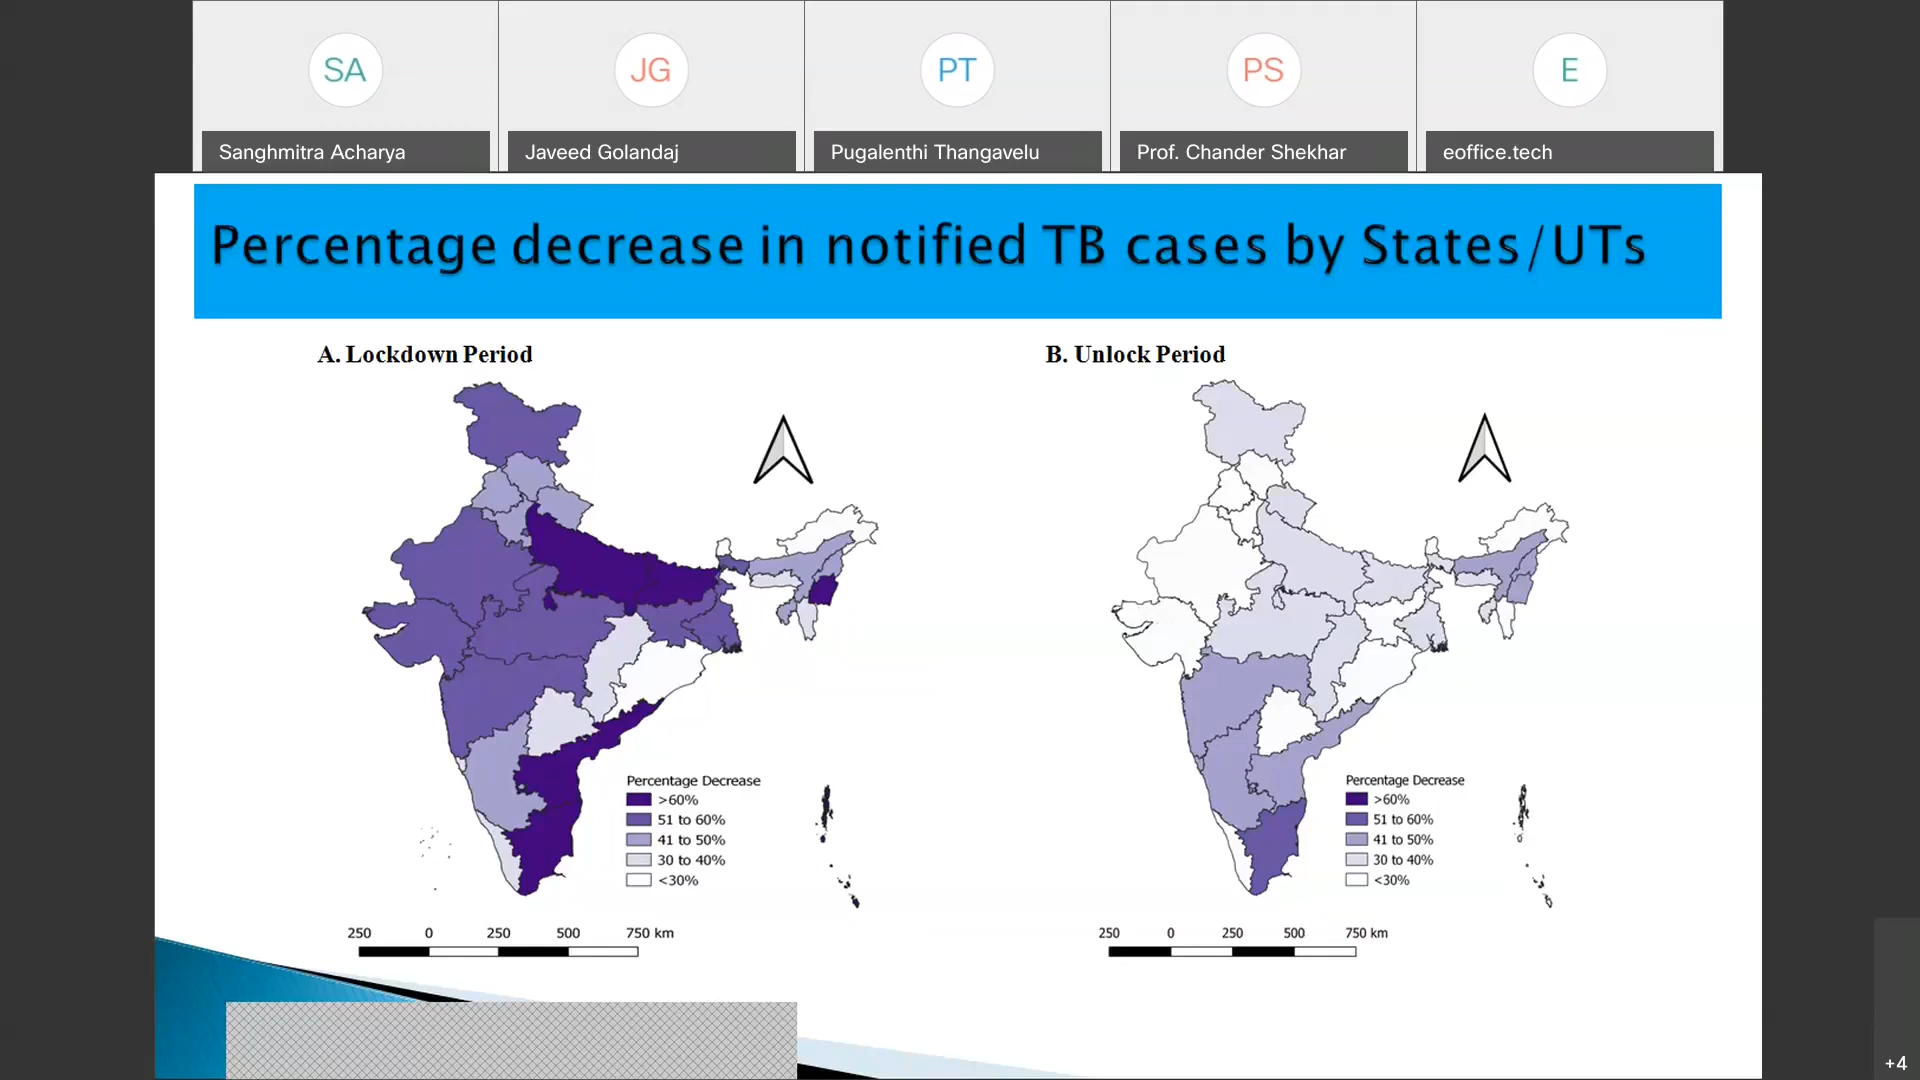 SA
JG
PT
PS
E
Sanghmitra Acharya
Javeed Golandaj
Pugalenthi Thangavelu
Prof. Chander Shekhar
eoffice.tech
Percentage decrease in notified TB cases by States/UTs
A. Lockdown Period
B. Unlock Period
Percentage Decrease
>60%
51 to 60%
41 to 50%
30 to 40%
<30%
250 0 250 500 750 km
Percentage Decrease
>60%
51 to 60%
41 to 50%
30 to 40%
<30%
250 0 250 500 750 km
+4